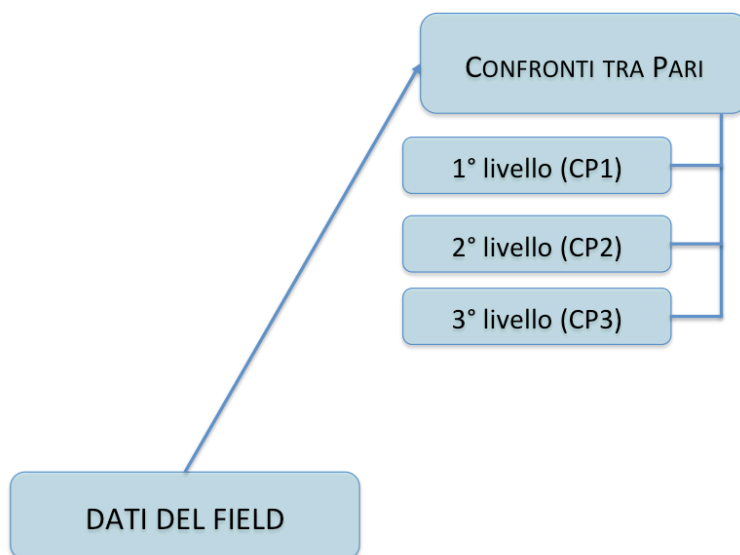 CONFRONTI TRA PARI
1° livello (CP1)
2° livello (CP2)
3° livello (CP3)
DATI DEL FIELD